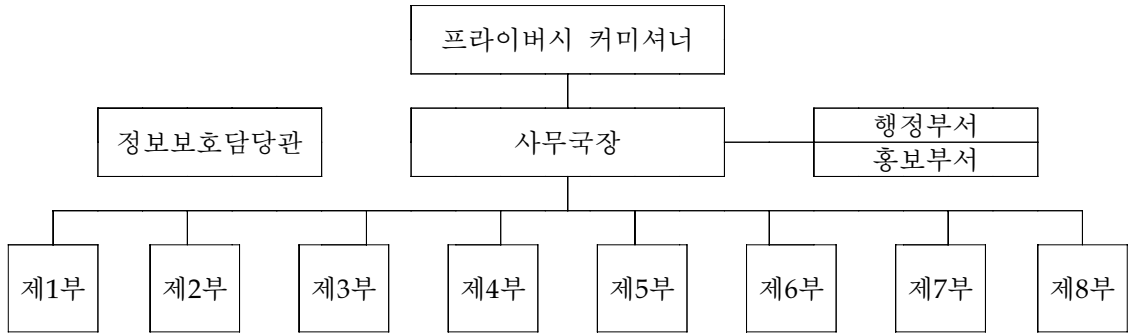 프라이버시 커미셔너
정보보호담당관
사무국장
행정부서
홍보부서
제1부
제2부
제3부
제4부
제5부
제6부
제7부
제8부